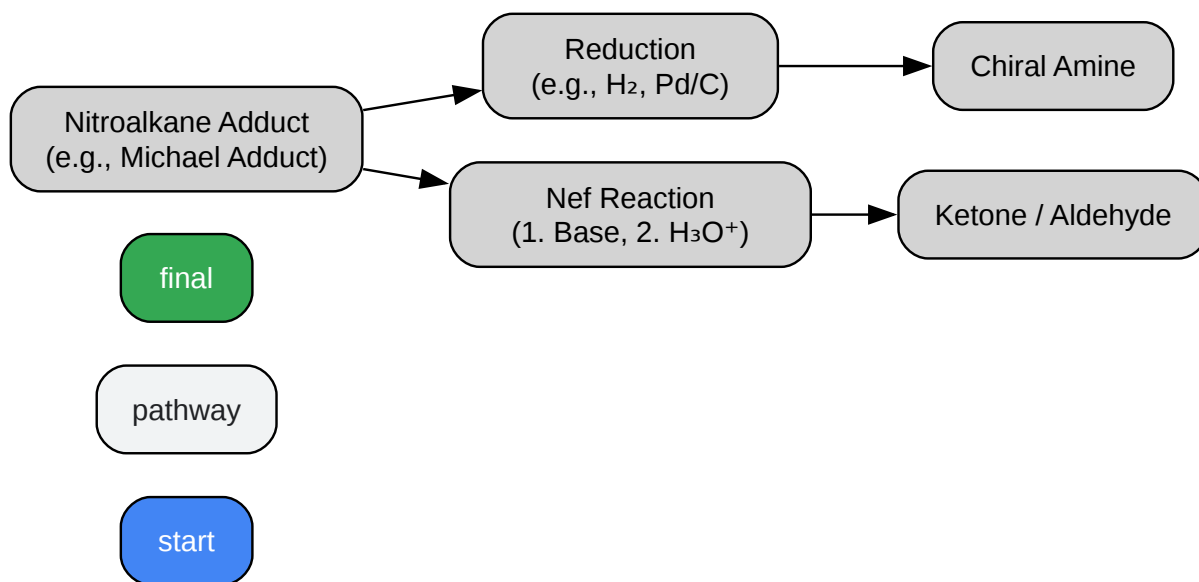 Nitroalkane Adduct
(e.g., Michael Adduct)
Reduction
(e.g., H₂, Pd/C)
Chiral Amine
Nef Reaction
(1. Base, 2. H₃O⁺)
Ketone / Aldehyde
final
pathway
start